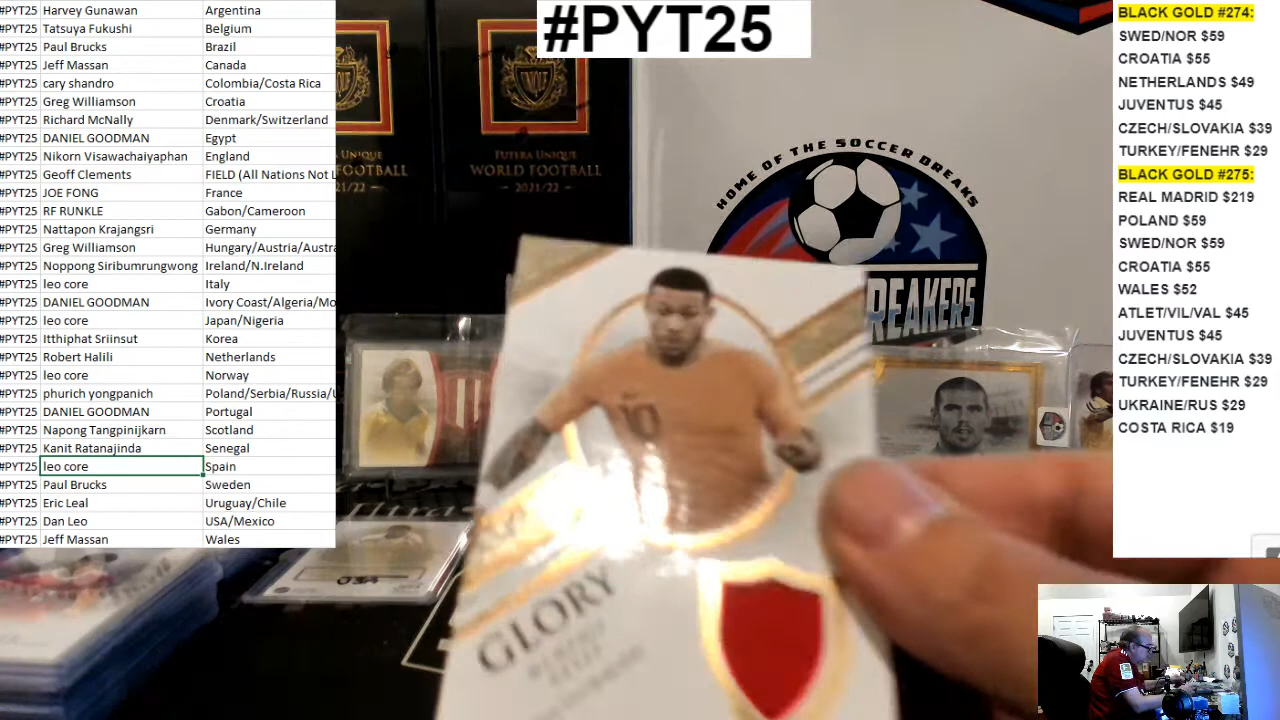 #PYT25 Harvey Gunawan Argentina
#PYT25 Tatsuya Fukushi Belgium
#PYT25 Paul Brucks Brazil
#PYT25 Jeff Massan Canada
#PYT25 cary shandro Colombia/Costa Rica
#PYT25 Greg Williamson Croatia
#PYT25 Richard McNally Denmark/Switzerland
#PYT25 DANIEL GOODMAN Egypt
#PYT25 Nikorn Visawachaiyaphan England
#PYT25 Geoff Clements FIELD (All Nations Not L
#PYT25 JOE FONG France
#PYT25 RF RUNKLE Gabon/Cameroon
#PYT25 Nattapon Krajangsri Germany
#PYT25 Greg Williamson Hungary/Austria/Austra
#PYT25 Noppong Siribumrungwong Ireland/N.Ireland
#PYT25 leo core Italy
#PYT25 DANIEL GOODMAN Ivory Coast/Algeria/Mo
#PYT25 leo core Japan/Nigeria
#PYT25 Itthiphat Sriinsut Korea
#PYT25 Robert Halili Netherlands
#PYT25 leo core Norway
#PYT25 phurich yongpanich Poland/Serbia/Russia/U
#PYT25 DANIEL GOODMAN Portugal
#PYT25 Napong Tangpinijkarn Scotland
#PYT25 Kanit Ratanajinda Senegal
#PYT25 leo core Spain
#PYT25 Paul Brucks Sweden
#PYT25 Eric Leal Uruguay/Chile
#PYT25 Dan Leo USA/Mexico
#PYT25 Jeff Massan Wales
#PYT25
UNIQUE
FOOTBALL
21/22
FUTERA UNIQUE
WORLD FOOTBALL
2021/22
HOME OF THE SOCCER BREAKS
BREAKERS
10
GLORY
BLACK GOLD #274:
SWED/NOR $59
CROATIA $55
NETHERLANDS $49
JUVENTUS $45
CZECH/SLOVAKIA $39
TURKEY/FENEHR $29
BLACK GOLD #275:
REAL MADRID $219
POLAND $59
SWED/NOR $59
CROATIA $55
WALES $52
ATLET/VIL/VAL $45
JUVENTUS $45
CZECH/SLOVAKIA $39
TURKEY/FENEHR $29
UKRAINE/RUS $29
COSTA RICA $19